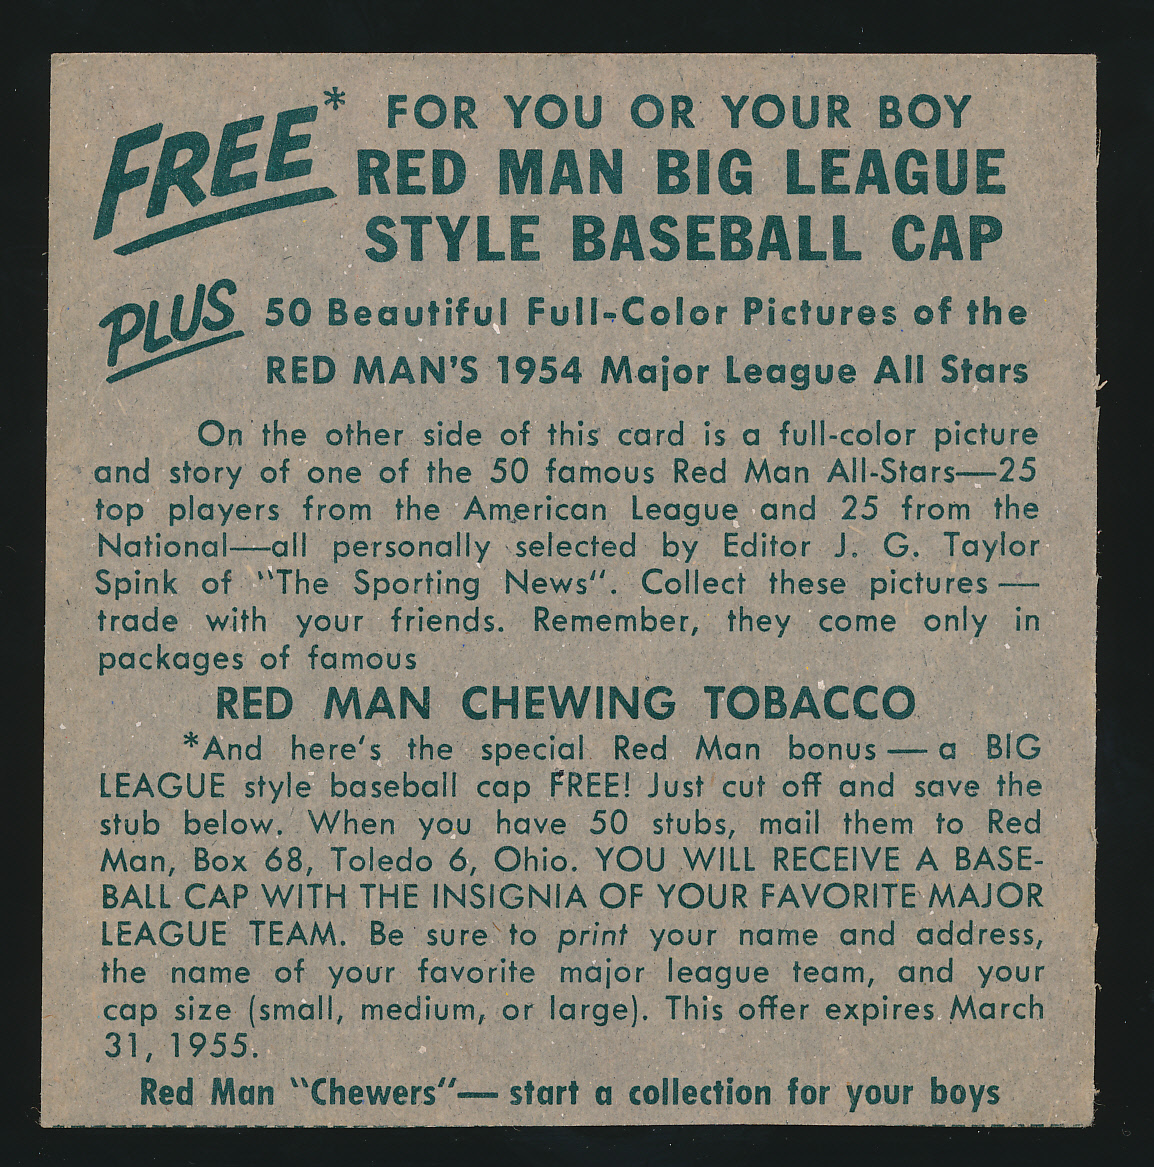 FREE* FOR YOU OR YOUR BOY
RED MAN BIG LEAGUE
STYLE BASEBALL CAP
PLUS 50 Beautiful Full-Color Pictures of the
RED MAN'S 1954 Major League All Stars
On the other side of this card is a full-color picture
and story of one of the 50 famous Red Man All-Stars—25
top players from the American League and 25 from the
National—all personally selected by Editor J. G. Taylor
Spink of "The Sporting News". Collect these pictures —
trade with your friends. Remember, they come only in
packages of famous
RED MAN CHEWING TOBACCO
*And here's the special Red Man bonus — a BIG
LEAGUE style baseball cap FREE! Just cut off and save the
stub below. When you have 50 stubs, mail them to Red
Man, Box 68, Toledo 6, Ohio. YOU WILL RECEIVE A BASE-
BALL CAP WITH THE INSIGNIA OF YOUR FAVORITE MAJOR
LEAGUE TEAM. Be sure to print your name and address,
the name of your favorite major league team, and your
cap size (small, medium, or large). This offer expires March
31, 1955.
Red Man "Chewers"— start a collection for your boys